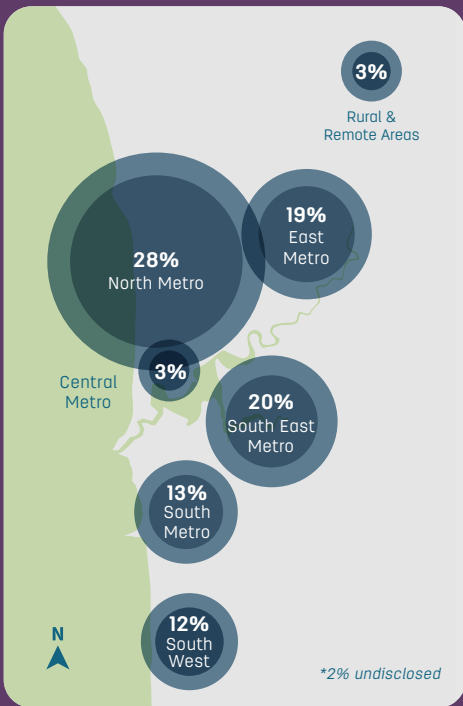 3%
Rural &
Remote Areas
19%
East
Metro
28%
North Metro
3%
Central
Metro
20%
South East
Metro
13%
South
Metro
12%
South
West
N
*2% undisclosed